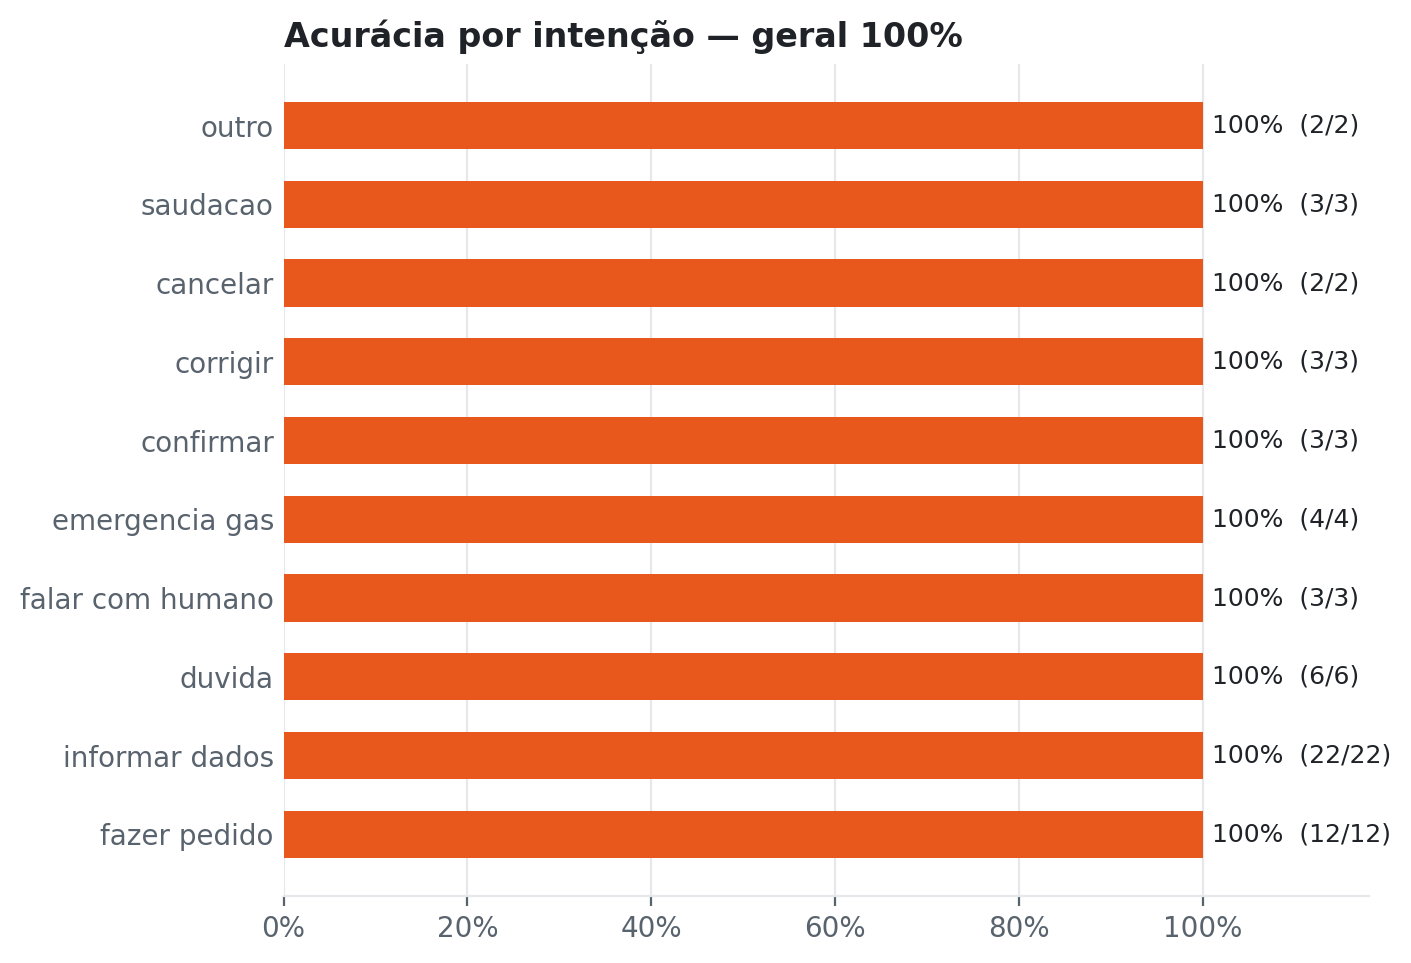 Acurácia por intenção — geral 100%
outro 100% (2/2)
saudacao 100% (3/3)
cancelar 100% (2/2)
corrigir 100% (3/3)
confirmar 100% (3/3)
emergencia gas 100% (4/4)
falar com humano 100% (3/3)
duvida 100% (6/6)
informar dados 100% (22/22)
fazer pedido 100% (12/12)
0% 20% 40% 60% 80% 100%